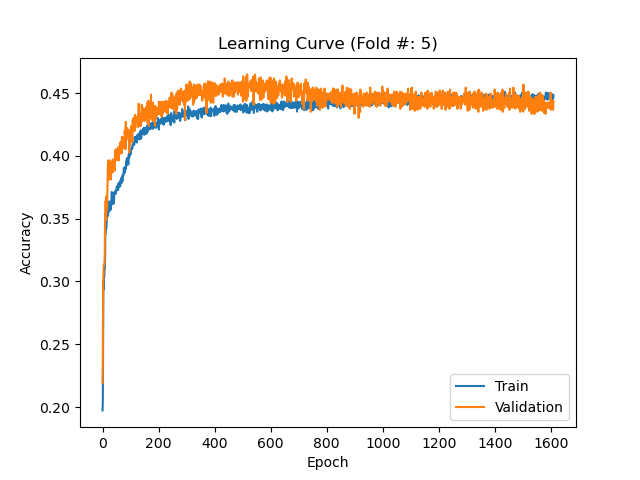 Learning Curve (Fold #: 5)
Accuracy
0.45
0.40
0.35
0.30
0.25
0.20
0 200 400 600 800 1000 1200 1400 1600
Epoch
Train
Validation